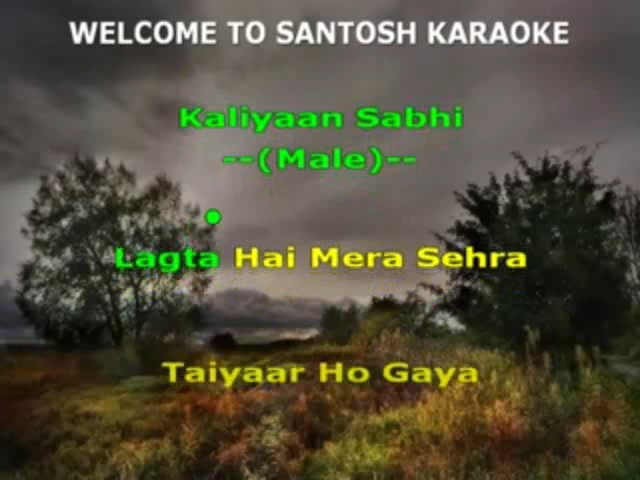 WELCOME TO SANTOSH KARAOKE
Kaliyaan Sabhi
--(Male)--
Lagta Hai Mera Sehra
Taiyaar Ho Gaya